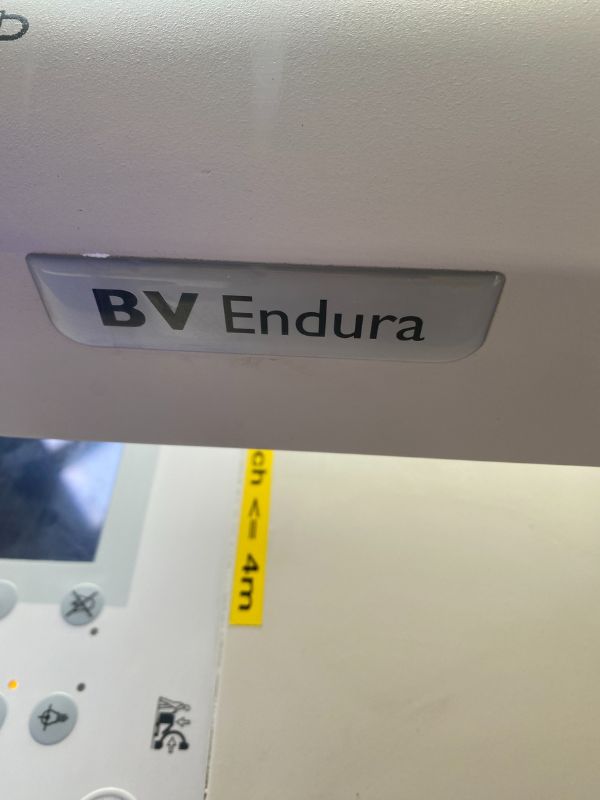 BV Endura
ch <= 4m